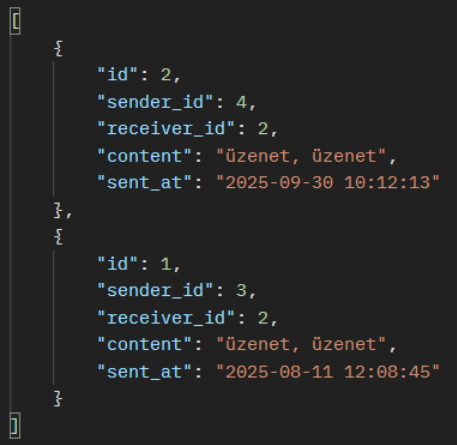 [
    {
        "id": 2,
        "sender_id": 4,
        "receiver_id": 2,
        "content": "üzenet, üzenet",
        "sent_at": "2025-09-30 10:12:13"
    },
    {
        "id": 1,
        "sender_id": 3,
        "receiver_id": 2,
        "content": "üzenet, üzenet",
        "sent_at": "2025-08-11 12:08:45"
    }
]